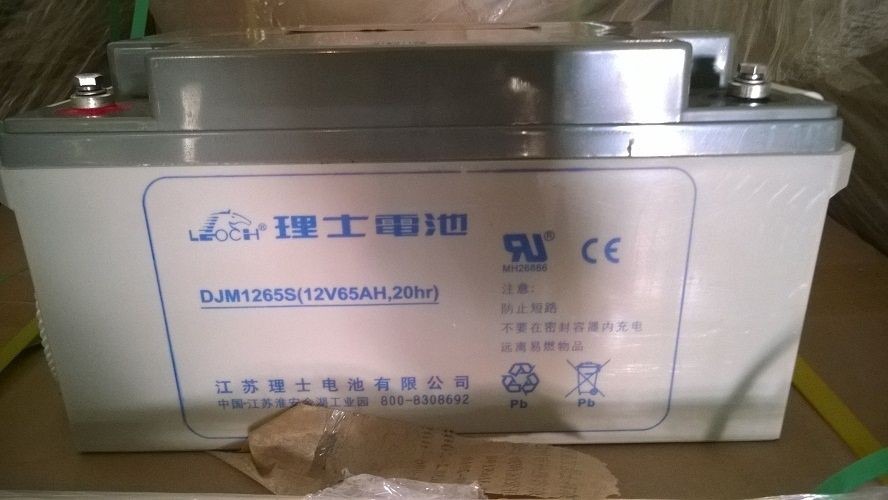 LEOCH® 理士電池
DJM1265S(12V65AH,20hr)
江苏理士电池有限公司
中国·江苏淮安金湖工业园 800-8308692
RU® CE
MH26866
注意:
防止短路
不要在密封容器内充电
远离易燃物品
Pb Pb